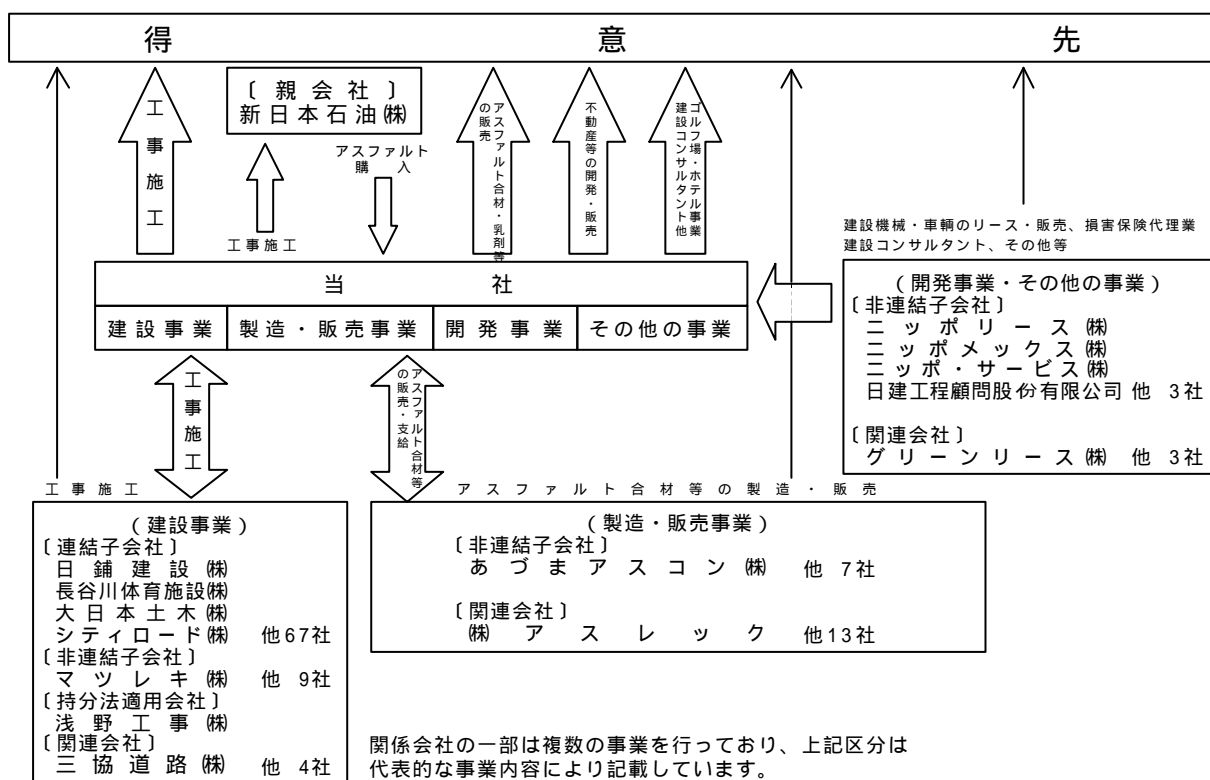 得意先
〔親会社〕
新日本石油㈱
工事施工
工事施工
アスファルト
購入
アスファルト合材・乳剤等
の販売
不動産等の開発・販売
ゴルフ場・ホテル事業
建設コンサルタント他
建設機械・車輌のリース・販売、損害保険代理業
建設コンサルタント、その他等
当社
建設事業
製造・販売事業
開発事業
その他の事業
(開発事業・その他の事業)
〔非連結子会社〕
ニッポリース㈱
ニッポメックス㈱
ニッポ・サービス㈱
日建工程顧問股份有限公司 他 3社
〔関連会社〕
グリーンリース㈱ 他 3社
工事施工
アスファルト合材等
の販売・支給
工事施工
(建設事業)
〔連結子会社〕
日鋪建設㈱
長谷川体育施設㈱
大日本土木㈱
シティロード㈱ 他67社
〔非連結子会社〕
マツレキ㈱ 他 9社
〔持分法適用会社〕
浅野工事㈱
〔関連会社〕
三協道路㈱ 他 4社
アスファルト合材等の製造・販売
(製造・販売事業)
〔非連結子会社〕
あづまアスコン㈱ 他 7社
〔関連会社〕
㈱アスレック 他13社
関係会社の一部は複数の事業を行っており、上記区分は
代表的な事業内容により記載しています。